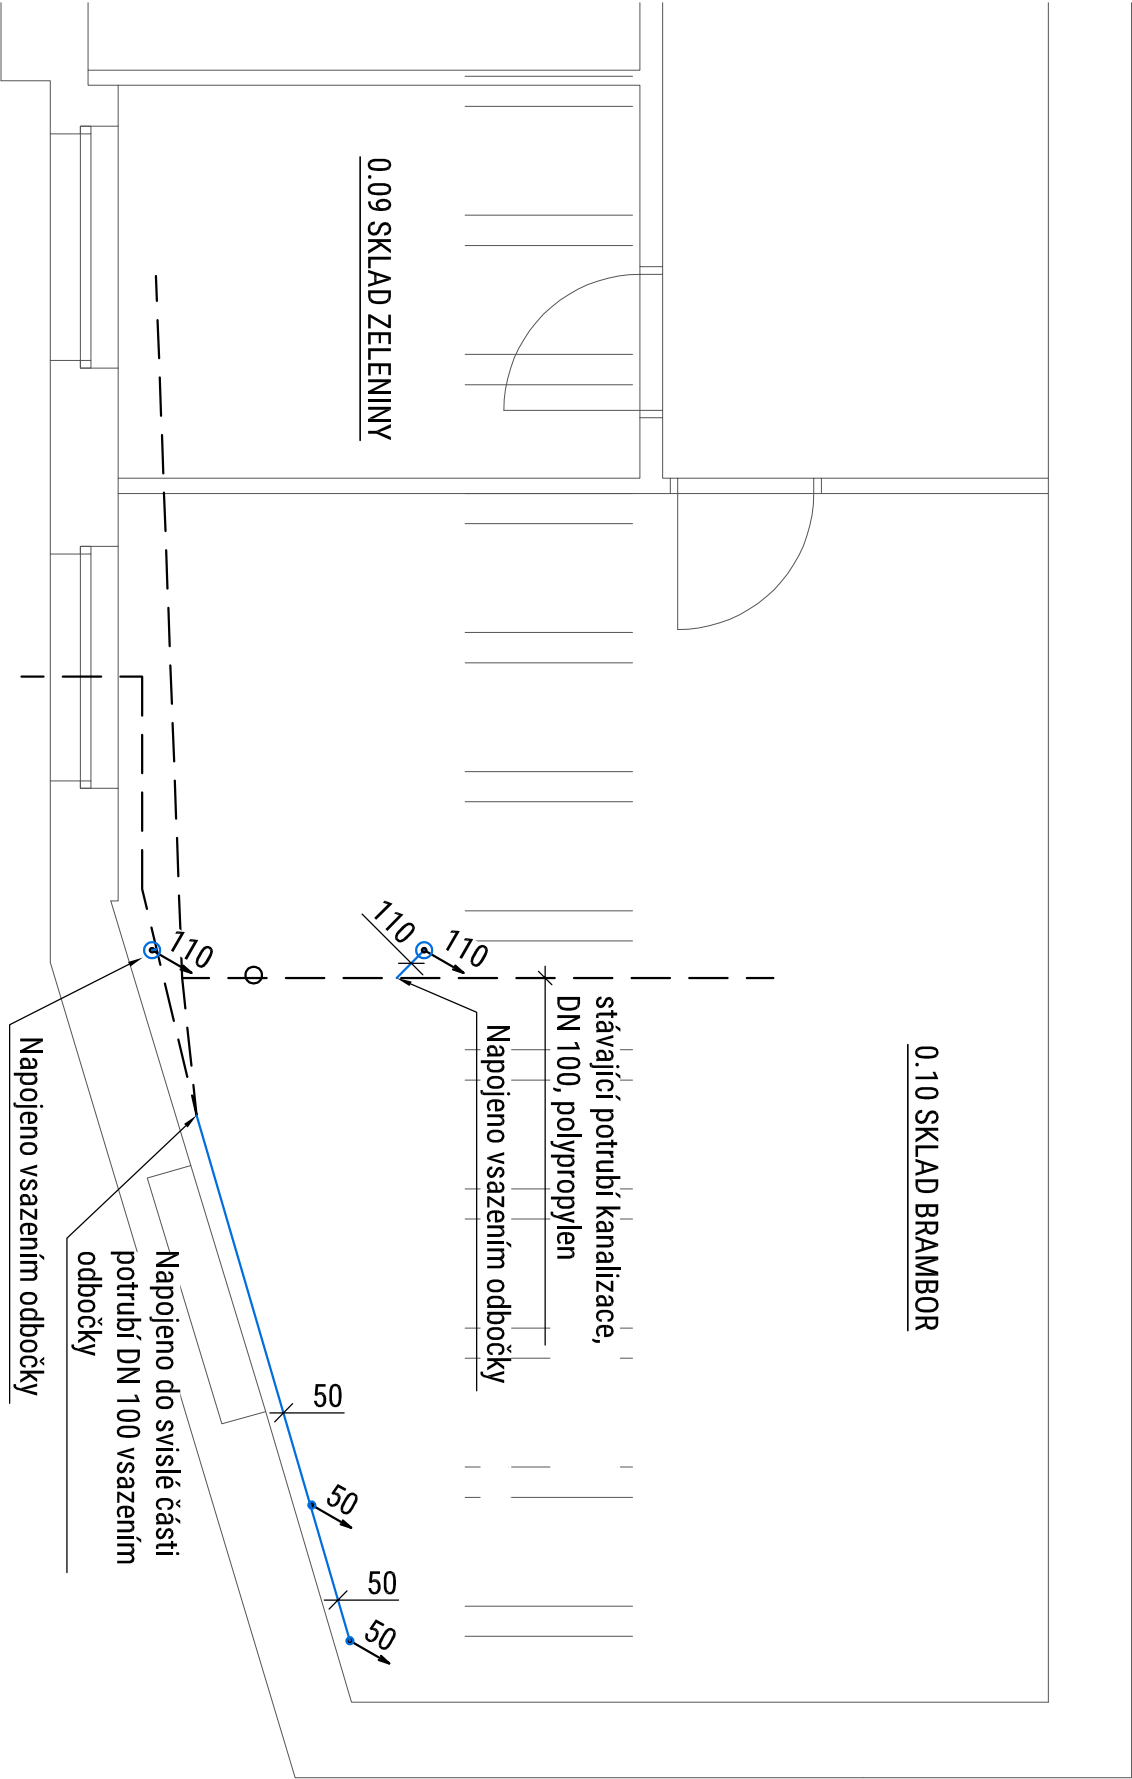 0.09 SKLAD ZELENINY
0.10 SKLAD BRAMBOR
stávající potrubí kanalizace,
DN 100, polypropylen
110
110
Napojeno vsazením odbočky
110
Napojeno vsazením odbočky
Napojeno do svislé části
potrubí DN 100 vsazením
odbočky
50
50
50
50